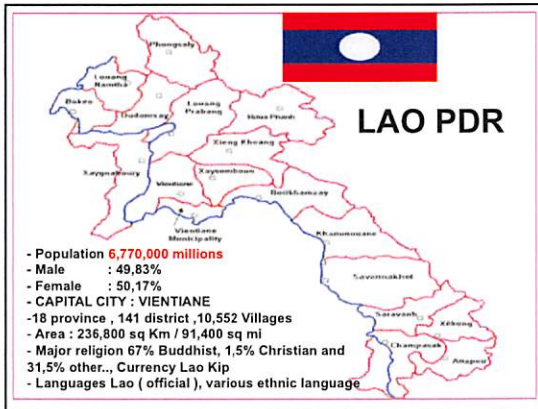 Phongsaly
Louang
Namtha
Bokeo
Oudomxay
Louang
Prabang
Houa Phanh
LAO PDR
Xieng Khoang
Xaygnaboury
Xaysomboun
Vientiane
Borikhamxay
Vientiane
Municipality
Khammouane
- Population 6,770,000 millions
- Male : 49,83%
- Female : 50,17%
- CAPITAL CITY : VIENTIANE
-18 province , 141 district ,10,552 Villages
- Area : 236,800 sq Km / 91,400 sq mi
- Major religion 67% Buddhist, 1,5% Christian and
31,5% other.., Currency Lao Kip
- Languages Lao ( official ), various ethnic language
Savannakhet
Saravanh
Xékong
Champasak
Attapeu